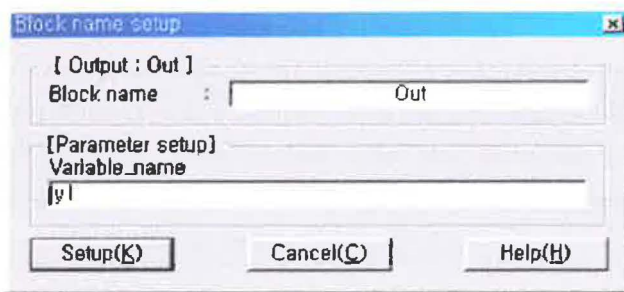 Block name setup
[ Output : Out ]
Block name : Out
[Parameter setup]
Variable_name
y
Setup(K) Cancel(C) Help(H)